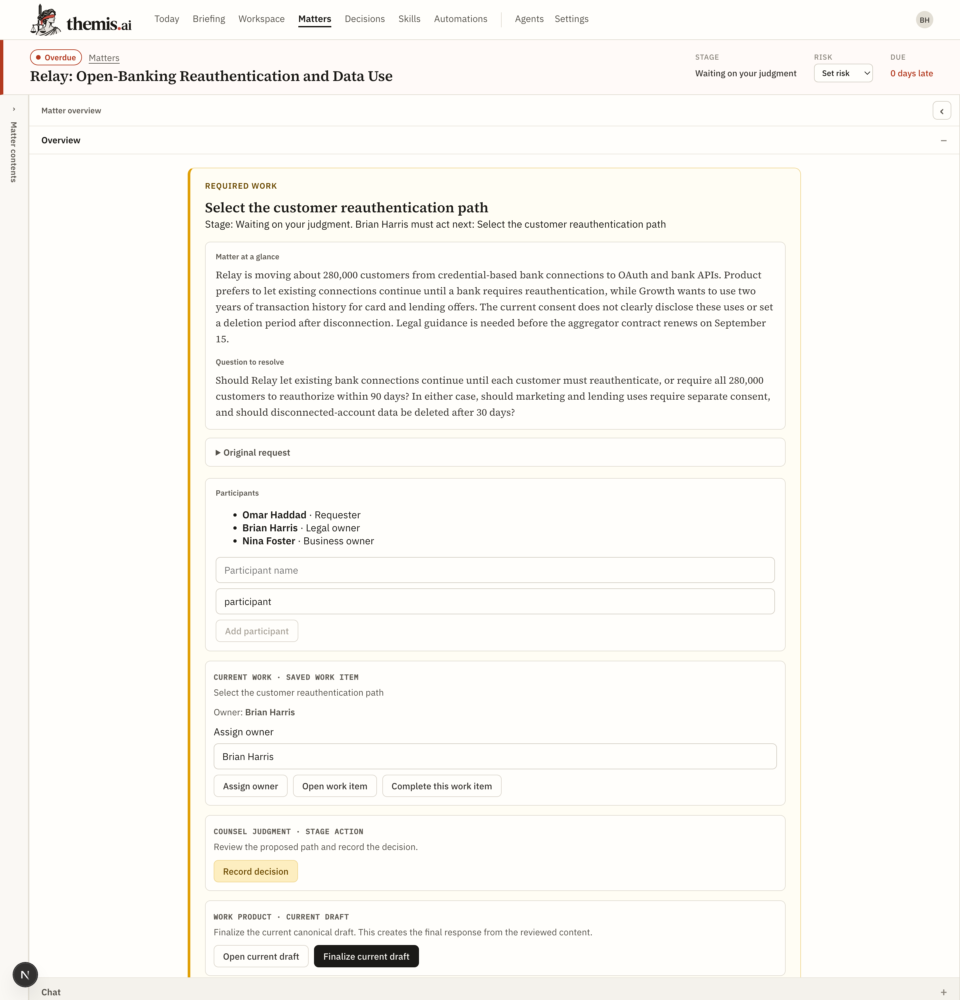 themis.ai
Today Briefing Workspace Matters Decisions Skills Automations Agents Settings
BH
Overdue Matters
Relay: Open-Banking Reauthentication and Data Use
STAGE
Waiting on your judgment
RISK
Set risk
DUE
0 days late
Matter contents
Matter overview
Overview
REQUIRED WORK
Select the customer reauthentication path
Stage: Waiting on your judgment. Brian Harris must act next: Select the customer reauthentication path
Matter at a glance
Relay is moving about 280,000 customers from credential-based bank connections to OAuth and bank APIs. Product
prefers to let existing connections continue until a bank requires reauthentication, while Growth wants to use two
years of transaction history for card and lending offers. The current consent does not clearly disclose these uses or set
a deletion period after disconnection. Legal guidance is needed before the aggregator contract renews on September
15.
Question to resolve
Should Relay let existing bank connections continue until each customer must reauthenticate, or require all 280,000
customers to reauthorize within 90 days? In either case, should marketing and lending uses require separate consent,
and should disconnected-account data be deleted after 30 days?
Original request
Participants
• Omar Haddad · Requester
• Brian Harris · Legal owner
• Nina Foster · Business owner
Participant name
participant
Add participant
CURRENT WORK · SAVED WORK ITEM
Select the customer reauthentication path
Owner: Brian Harris
Assign owner
Brian Harris
Assign owner Open work item Complete this work item
COUNSEL JUDGMENT · STAGE ACTION
Review the proposed path and record the decision.
Record decision
WORK PRODUCT · CURRENT DRAFT
Finalize the current canonical draft. This creates the final response from the reviewed content.
Open current draft Finalize current draft
N
Chat